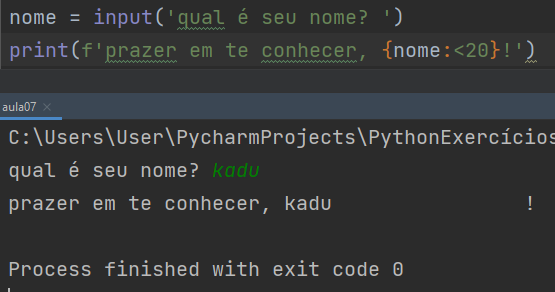 nome = input('qual é seu nome? ')
print(f'prazer em te conhecer, {nome:<20}!')
aula07 ×
C:\Users\User\PycharmProjects\PythonExercícios
qual é seu nome? kadu
prazer em te conhecer, kadu                !
Process finished with exit code 0